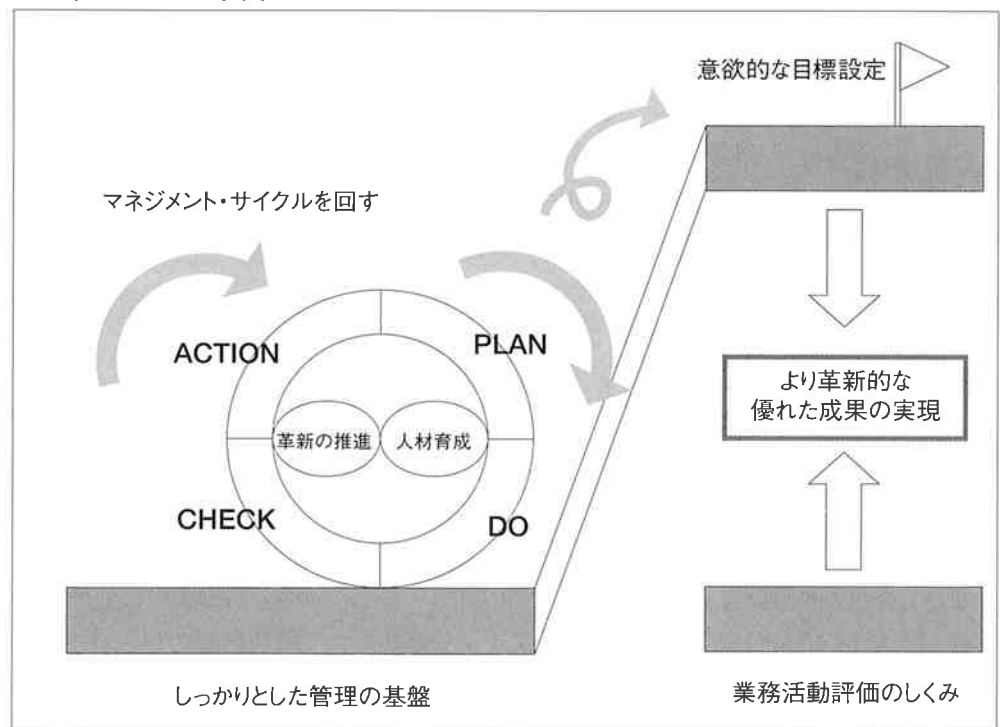 意欲的な目標設定
マネジメント・サイクルを回す
ACTION
PLAN
より革新的な
優れた成果の実現
革新の推進
人材育成
CHECK
DO
しっかりとした管理の基盤
業務活動評価のしくみ